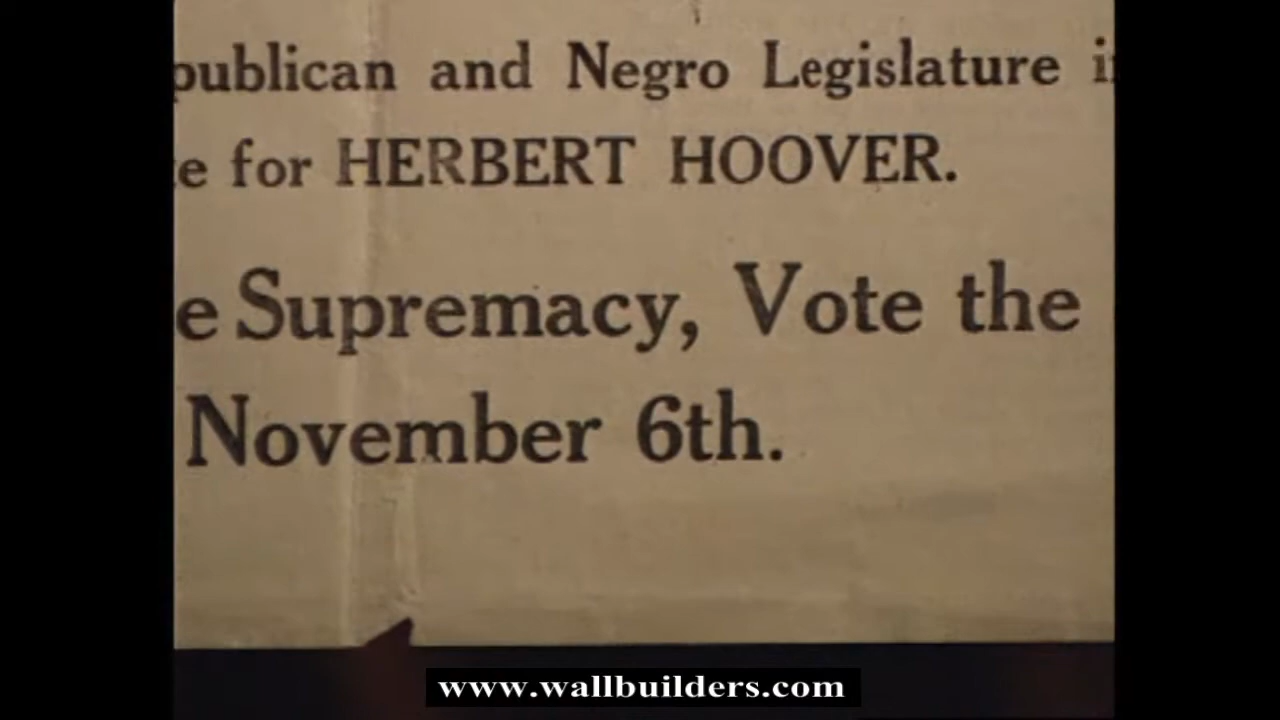 publican and Negro Legislature
e for HERBERT HOOVER.
e Supremacy, Vote the
November 6th.
www.wallbuilders.com